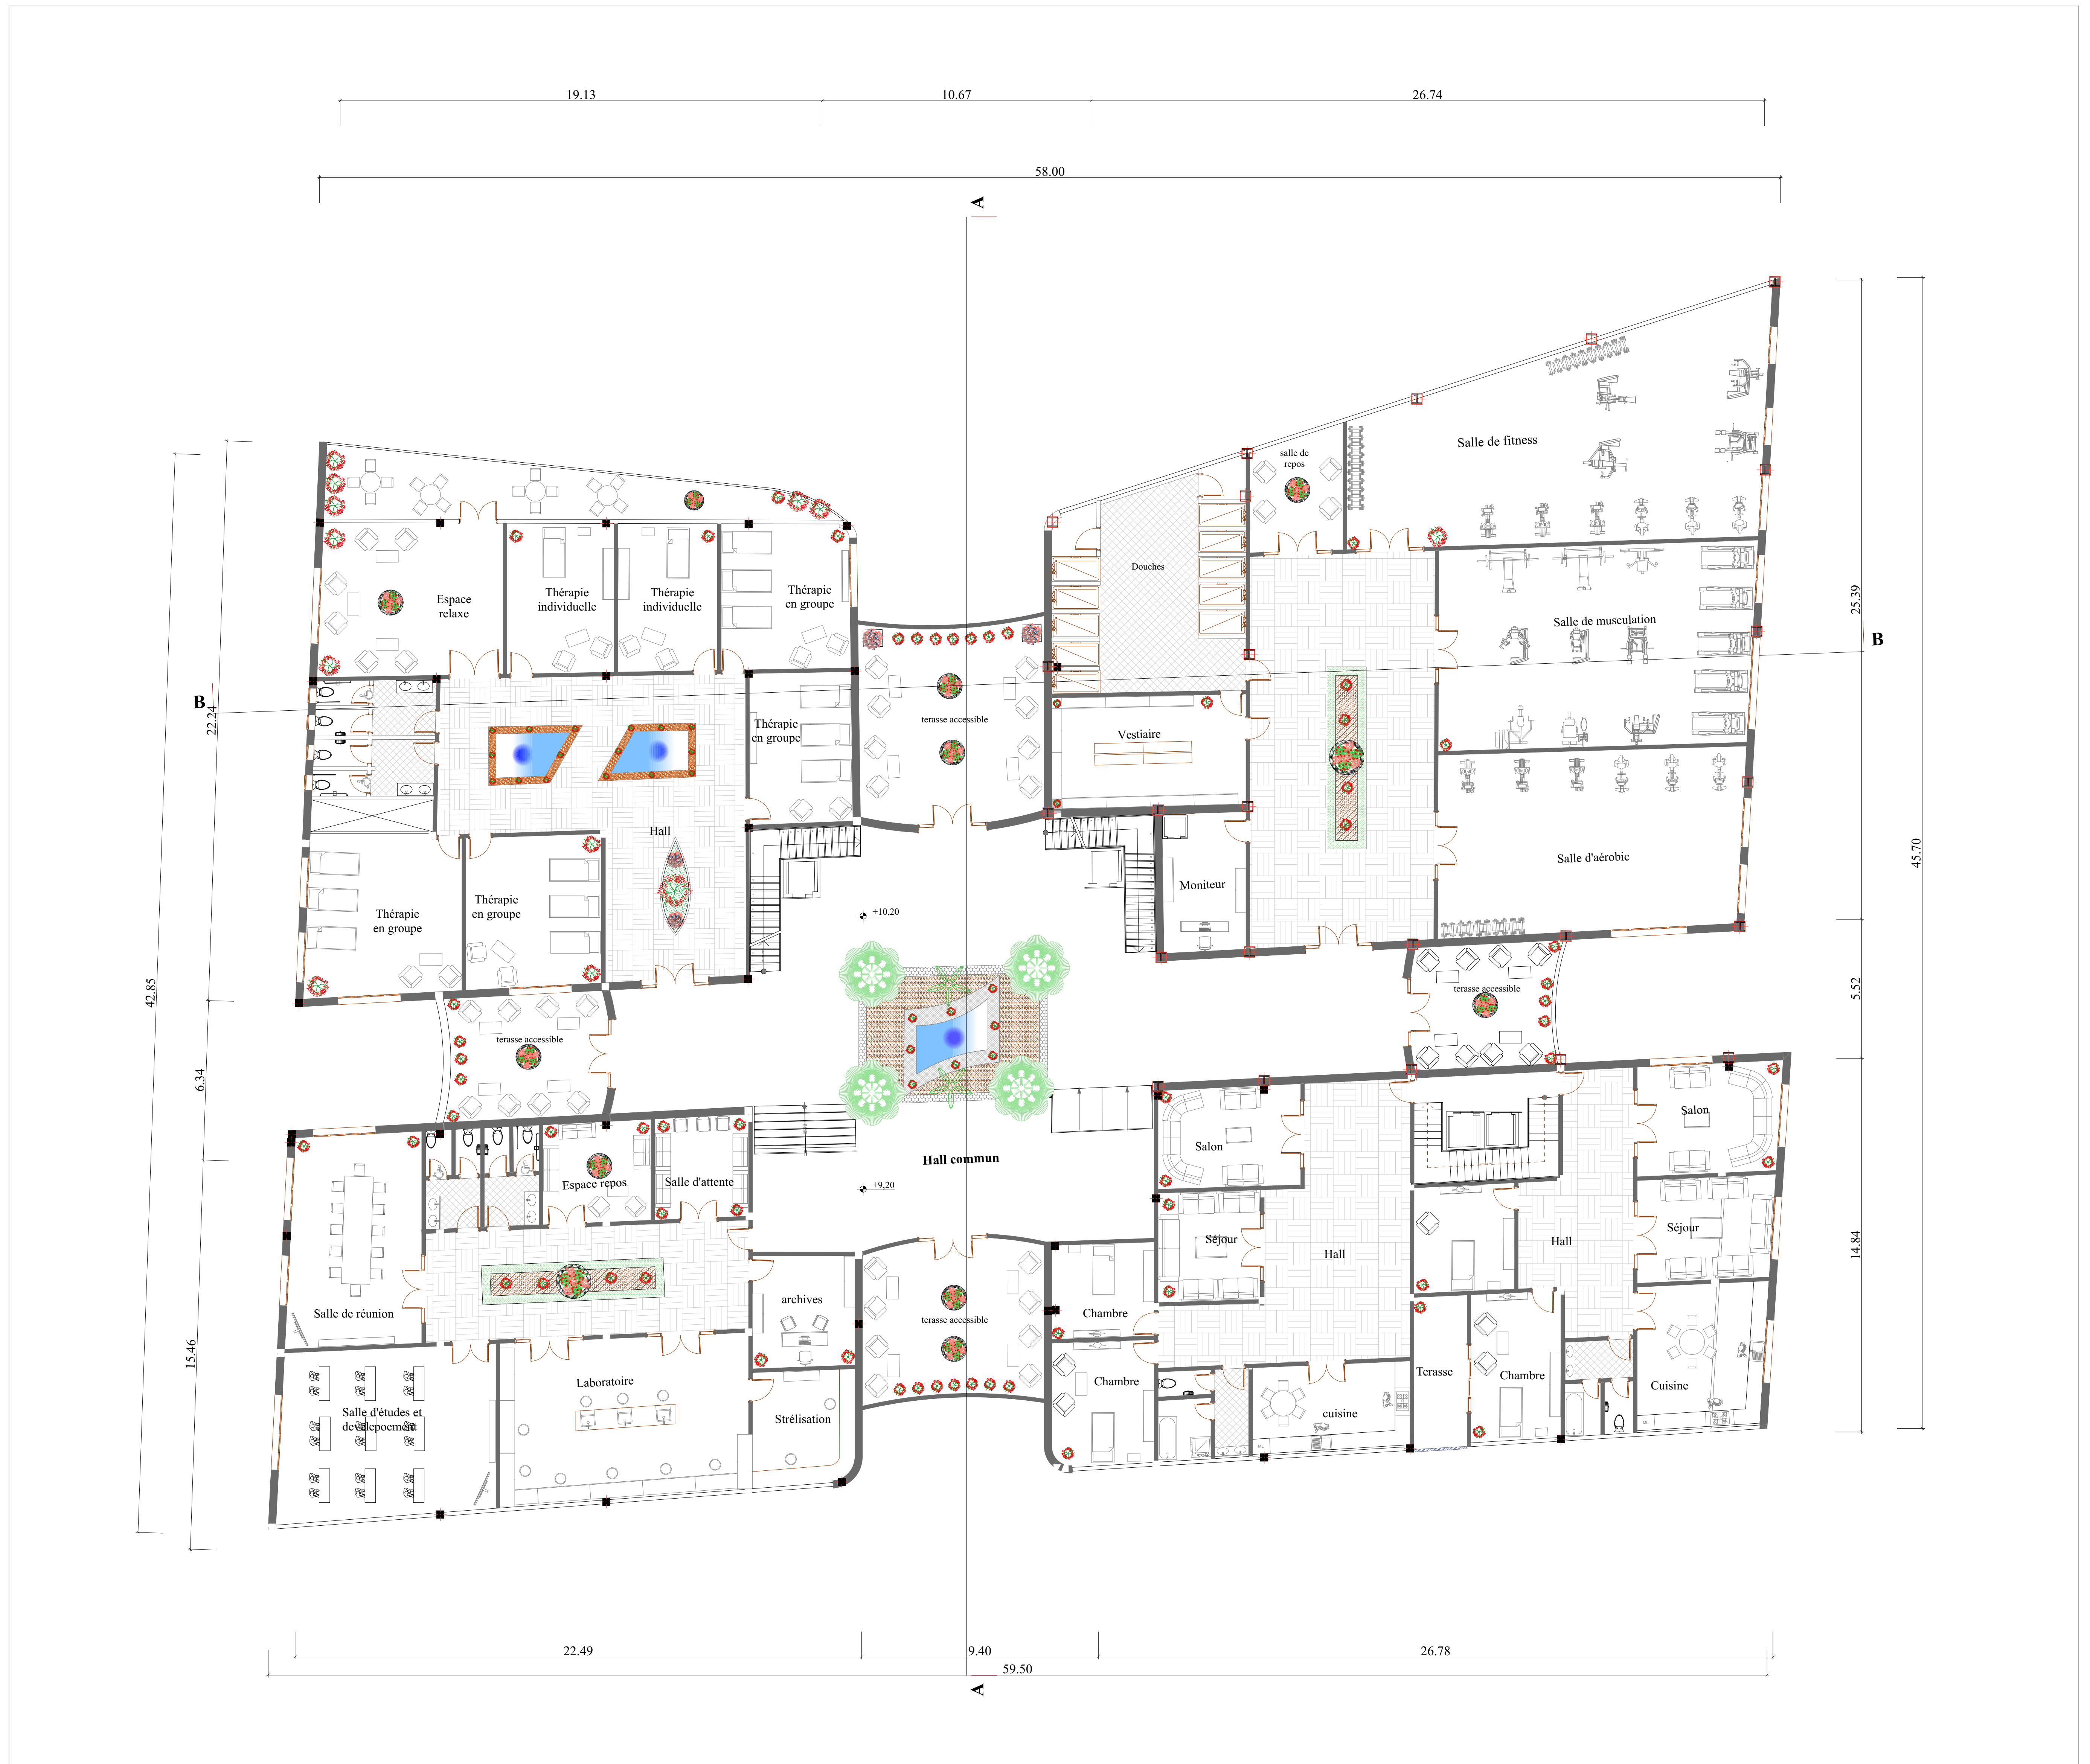 19.13
10.67
26.74
58.00
A
25.39
B
45.70
5.52
14.84
B
22.24
42.85
6.34
15.46
salle de
repos
Salle de fitness
Douches
Salle de musculation
Espace
relaxe
Thérapie
individuelle
Thérapie
individuelle
Thérapie
en groupe
terasse accessible
Thérapie
en groupe
Vestiaire
Hall
Salle d'aérobic
Moniteur
Thérapie
en groupe
Thérapie
en groupe
+10,20
terasse accessible
terasse accessible
Salon
Salon
Hall commun
Espace repos
Salle d'attente
+9,20
Séjour
Hall
Hall
Séjour
Salle de réunion
archives
terasse accessible
Chambre
Chambre
Terasse
Chambre
Cuisine
Laboratoire
Salle d'études et
develepoement
Strélisation
cuisine
22.49
9.40
26.78
59.50
A